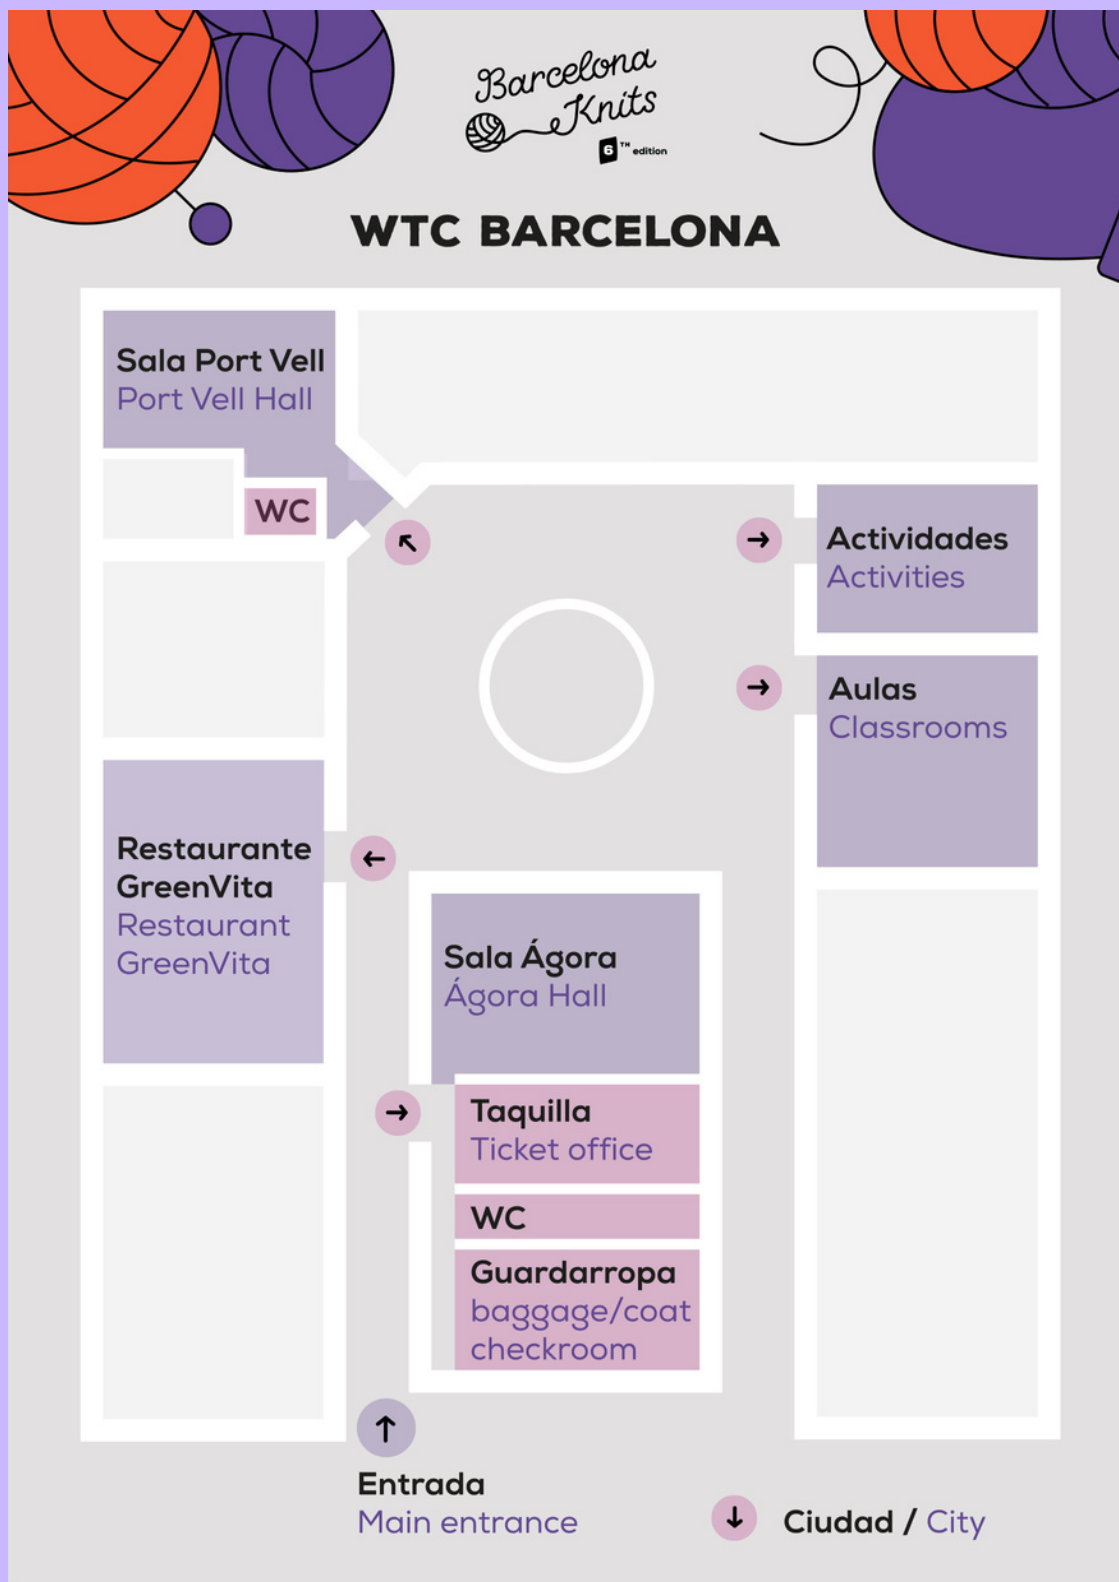 Barcelona
Knits
6TH edition
WTC BARCELONA
Sala Port Vell
Port Vell Hall
WC
Actividades
Activities
Aulas
Classrooms
Restaurante
GreenVita
Restaurant
GreenVita
Sala Ágora
Ágora Hall
Taquilla
Ticket office
WC
Guardarropa
baggage/coat
checkroom
Entrada
Main entrance
Ciudad / City